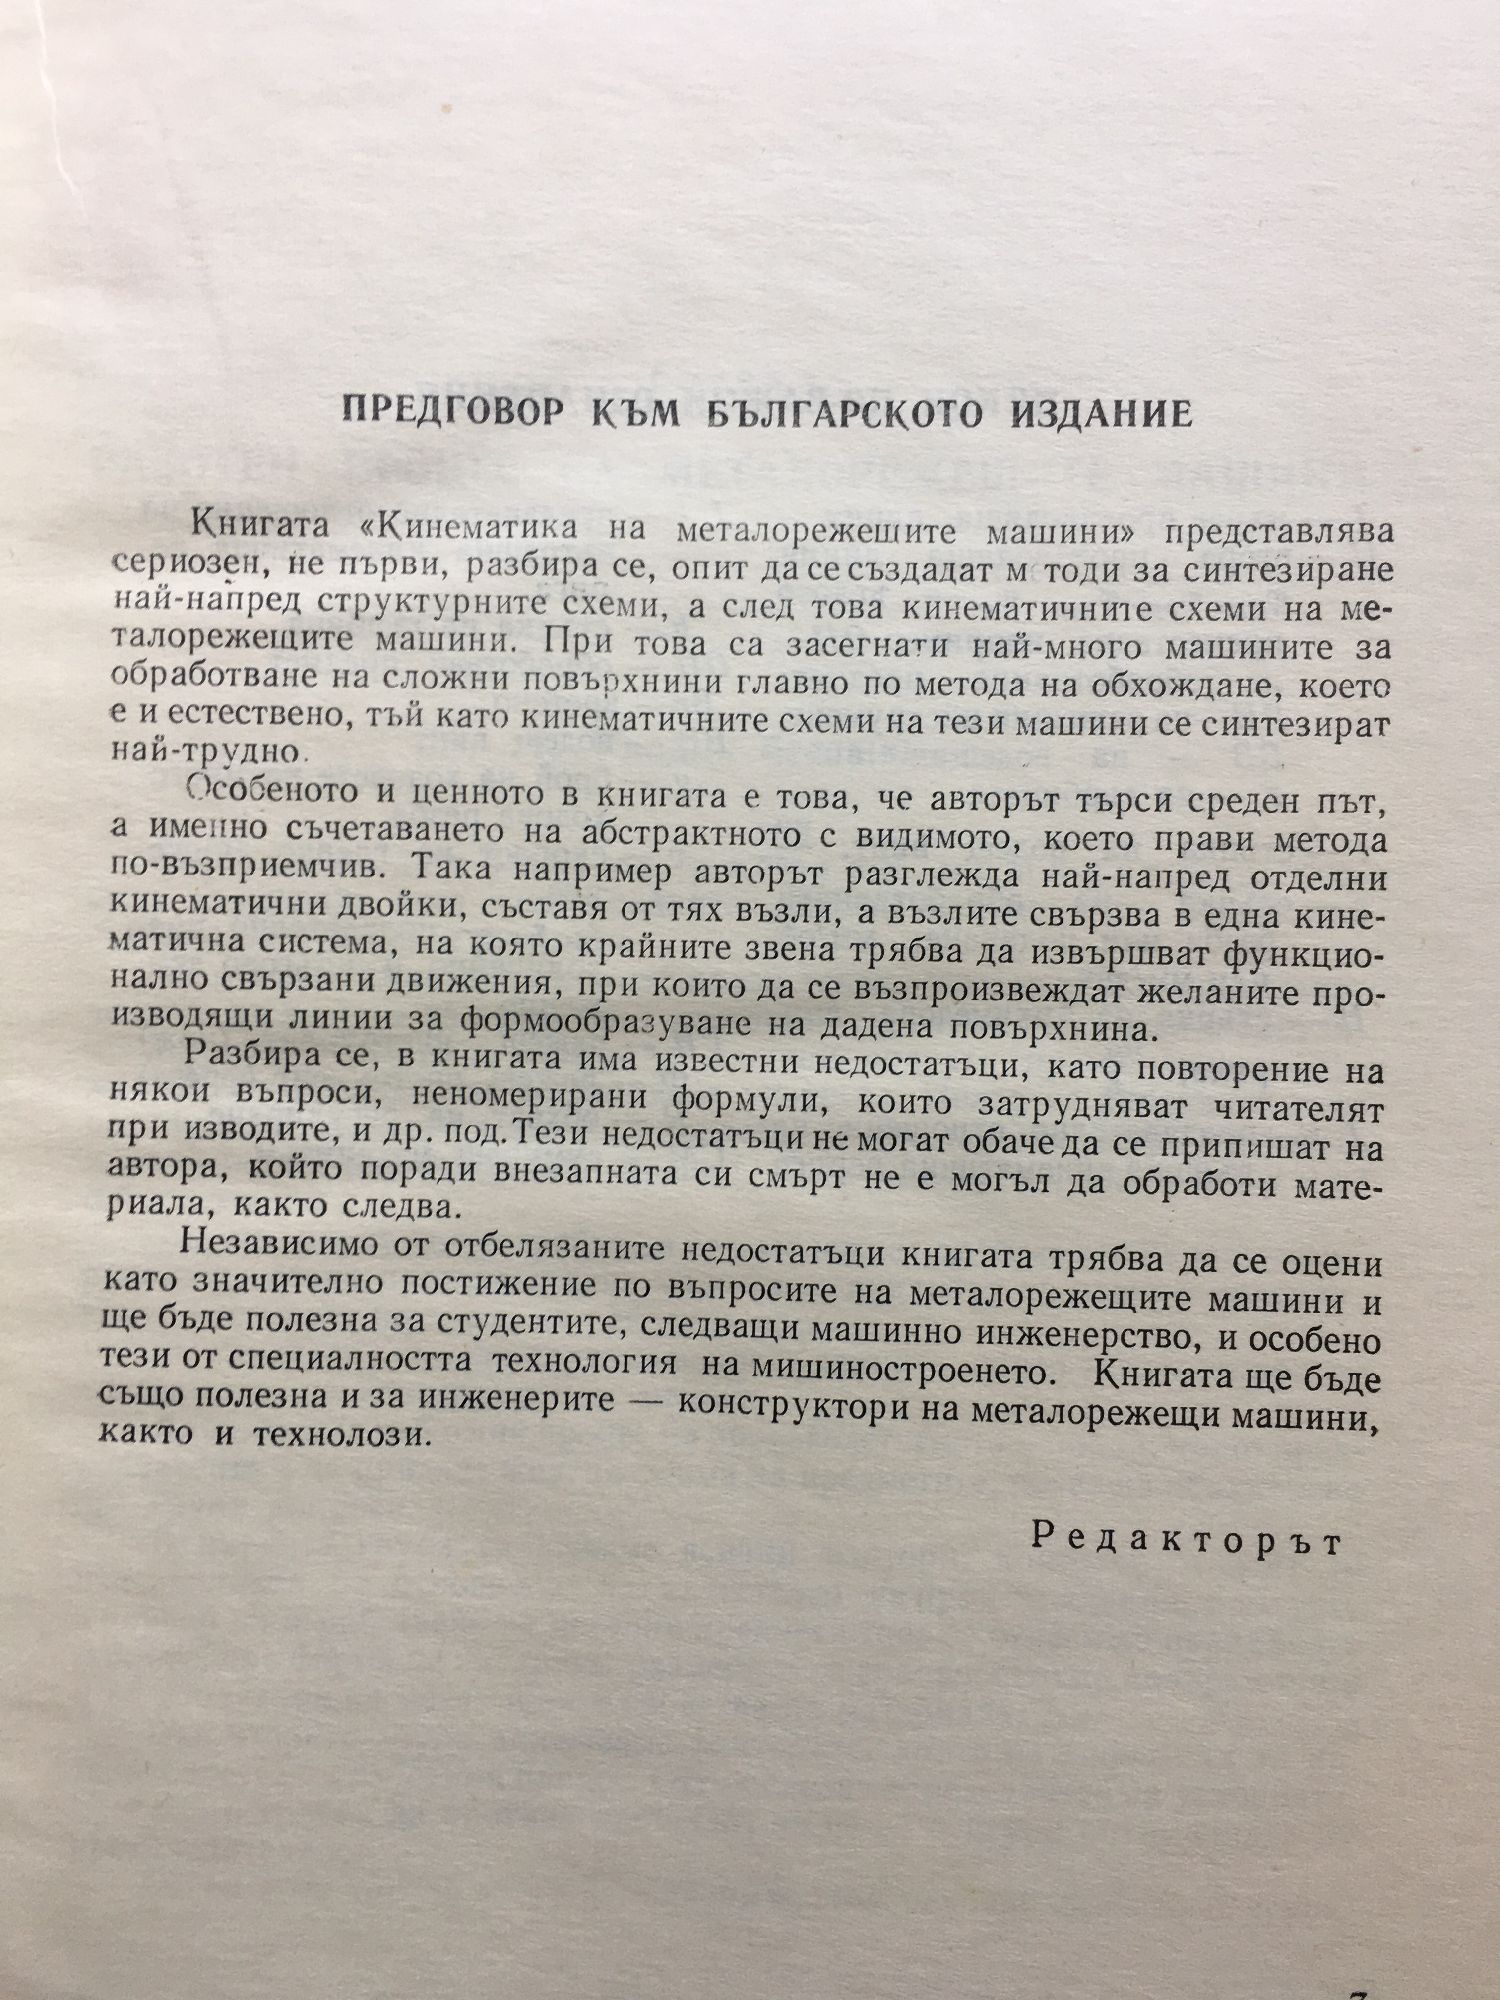 ПРЕДГОВОР КЪМ БЪЛГАРСКОТО ИЗДАНИЕ
Книгата «Кинематика на металорежещите машини» представлява
сериозен, не първи, разбира се, опит да се създадат м тоди за синтезиране
най-напред структурните схеми, а след това кинематичните схеми на ме-
талорежещите машини. При това са засегнати най-много машините за
обработване на сложни повърхнини главно по метода на обхождане, което
е и естествено, тъй като кинематичните схеми на тези машини се синтезират
най-трудно.
Особеното и ценното в книгата е това, че авторът търси среден път,
а именно съчетаването на абстрактното с видимото, което прави метода
по-възприемчив. Така например авторът разглежда най-напред отделни
кинематични двойки, съставя от тях възли, а възлите свързва в една кине-
матична система, на която крайните звена трябва да извършват функцио-
нално свързани движения, при които да се възпроизвеждат желаните про-
изводящи линии за формообразуване на дадена повърхнина.
Разбира се, в книгата има известни недостатъци, като повторение на
някои въпроси, неномерирани формули, които затрудняват читателят
при изводите, и др. под. Тези недостатъци не могат обаче да се припишат на
автора, който поради внезапната си смърт не е могъл да обработи мате-
риала, както следва.
Независимо от отбелязаните недостатъци книгата трябва да се оцени
като значително постижение по въпросите на металорежещите машини и
ще бъде полезна за студентите, следващи машинно инженерство, и особено
тези от специалността технология на мишиностроенето. Книгата ще бъде
също полезна и за инженерите — конструктори на металорежещи машини,
както и технолози.
Редакторът